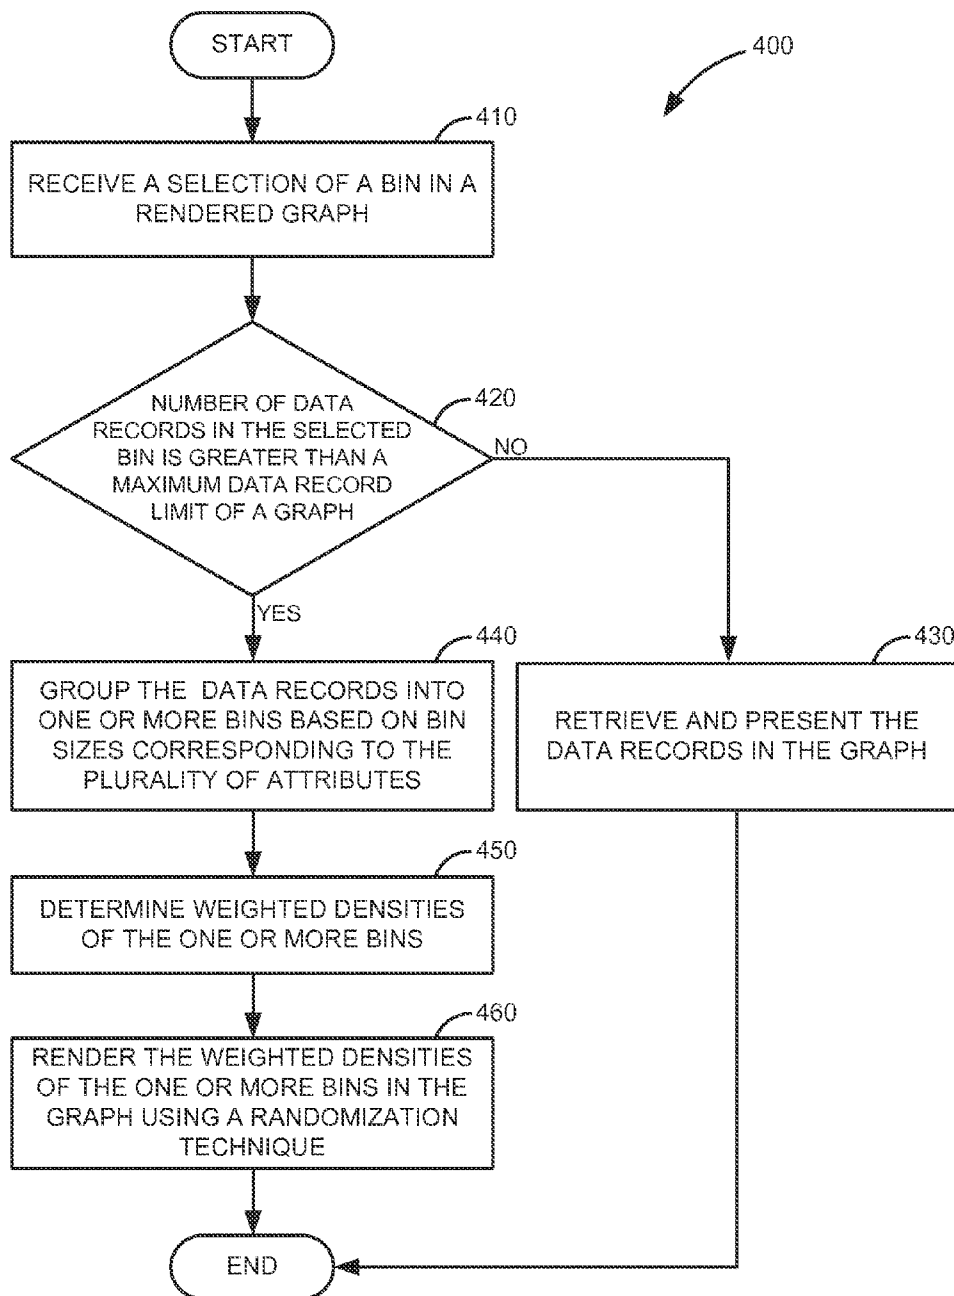 START
400
410
RECEIVE A SELECTION OF A BIN IN A
RENDERED GRAPH
420
NUMBER OF DATA
RECORDS IN THE SELECTED
BIN IS GREATER THAN A
MAXIMUM DATA RECORD
LIMIT OF A GRAPH
NO
YES
440
GROUP THE DATA RECORDS INTO
ONE OR MORE BINS BASED ON BIN
SIZES CORRESPONDING TO THE
PLURALITY OF ATTRIBUTES
430
RETRIEVE AND PRESENT THE
DATA RECORDS IN THE GRAPH
450
DETERMINE WEIGHTED DENSITIES
OF THE ONE OR MORE BINS
460
RENDER THE WEIGHTED DENSITIES
OF THE ONE OR MORE BINS IN THE
GRAPH USING A RANDOMIZATION
TECHNIQUE
END